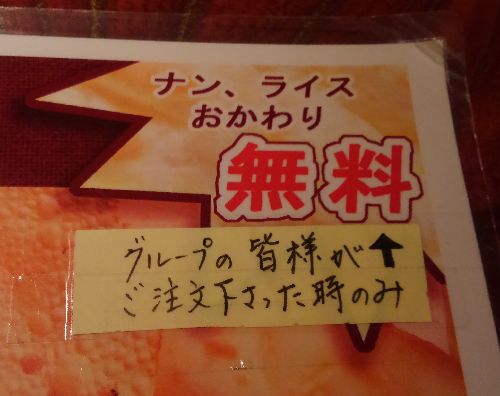 ナン、ライス
おかわり
無料
グループの皆様が↑
ご注文下さった時のみ